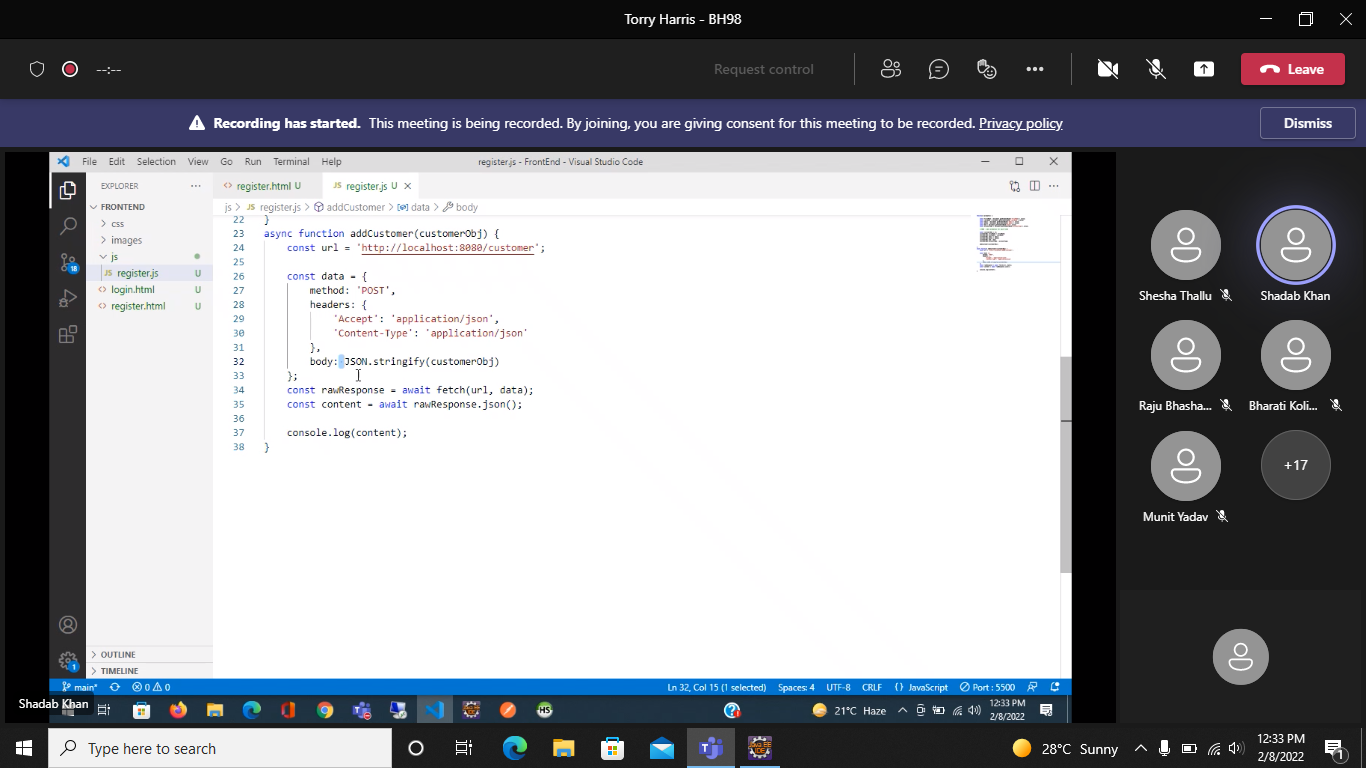 Torry Harris - BH98
--:--
Request control
Leave
Recording has started. This meeting is being recorded. By joining, you are giving consent for this meeting to be recorded. Privacy policy
Dismiss
File Edit Selection View Go Run Terminal Help
register.js - FrontEnd - Visual Studio Code
EXPLORER
register.html U
JS register.js U
FRONTEND
css
images
js
JS register.js U
login.html U
register.html U
18
js > JS register.js > addCustomer > data > body
22 }
23 async function addCustomer(customerObj) {
24 const url = 'http://localhost:8080/customer';
25
26 const data = {
27 method: 'POST',
28 headers: {
29 'Accept': 'application/json',
30 'Content-Type': 'application/json'
31 },
32 body: JSON.stringify(customerObj)
33 };
34 const rawResponse = await fetch(url, data);
35 const content = await rawResponse.json();
36
37 console.log(content);
38 }
OUTLINE
TIMELINE
1
main* 0 0
Ln 32, Col 15 (1 selected) Spaces: 4 UTF-8 CRLF {} JavaScript Port : 5500
Shadab Khan
HS
21°C Haze
12:33 PM
2/8/2022
Shesha Thallu
Shadab Khan
Raju Bhasha...
Bharati Koli...
Munit Yadav
+17
Type here to search
28°C Sunny
12:33 PM
2/8/2022
1